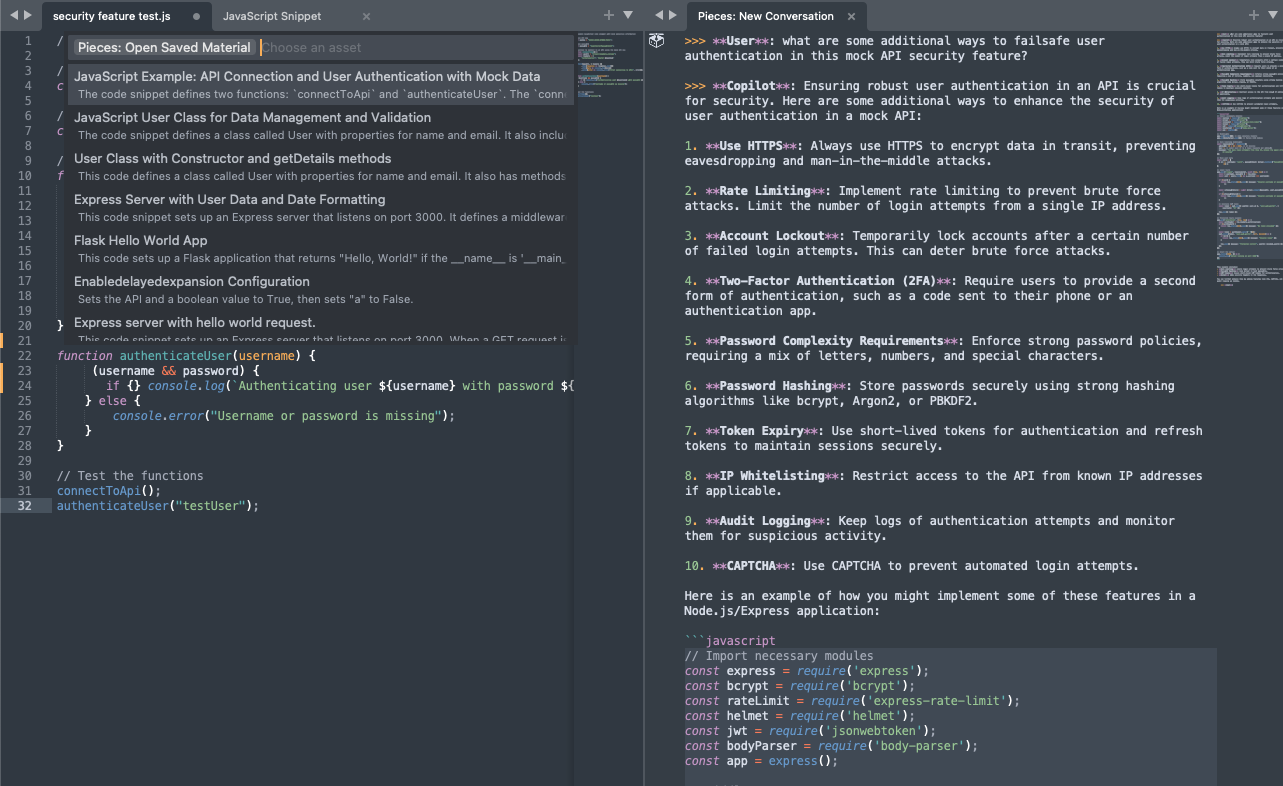 security feature test.js
JavaScript Snippet
Pieces: New Conversation
Pieces: Open Saved Material Choose an asset
JavaScript Example: API Connection and User Authentication with Mock Data
The code snippet defines two functions: `connectToApi` and `authenticateUser`. The `conn
JavaScript User Class for Data Management and Validation
The code snippet defines a class called User with properties for name and email. It also inclu
User Class with Constructor and getDetails methods
This code defines a class called User with properties for name and email. It also has methods
Express Server with User Data and Date Formatting
This code snippet sets up an Express server that listens on port 3000. It defines a middlewar
Flask Hello World App
This code sets up a Flask application that returns "Hello, World!" if the __name__ is '__main_
Enabledelayedexpansion Configuration
Sets the API and a boolean value to True, then sets "a" to False.
Express server with hello world request.
This code snippet sets up an Express server that listens on port 3000. When a GET request is
1 /
2
3 /
4 c
5
6 /
7 c
8
9 /
10 f
11
12
13
14
15
16
17
18
19
20 }
21
22 function authenticateUser(username) {
23 (username && password) {
24 if {} console.log(`Authenticating user ${username} with password ${
25 } else {
26 console.error("Username or password is missing");
27 }
28 }
29
30 // Test the functions
31 connectToApi();
32 authenticateUser("testUser");
>>> **User**: what are some additional ways to failsafe user
authentication in this mock API security feature?
>>> **Copilot**: Ensuring robust user authentication in an API is crucial
for security. Here are some additional ways to enhance the security of
user authentication in a mock API:
1. **Use HTTPS**: Always use HTTPS to encrypt data in transit, preventing
eavesdropping and man-in-the-middle attacks.
2. **Rate Limiting**: Implement rate limiting to prevent brute force
attacks. Limit the number of login attempts from a single IP address.
3. **Account Lockout**: Temporarily lock accounts after a certain number
of failed login attempts. This can deter brute force attacks.
4. **Two-Factor Authentication (2FA)**: Require users to provide a second
form of authentication, such as a code sent to their phone or an
authentication app.
5. **Password Complexity Requirements**: Enforce strong password policies,
requiring a mix of letters, numbers, and special characters.
6. **Password Hashing**: Store passwords securely using strong hashing
algorithms like bcrypt, Argon2, or PBKDF2.
7. **Token Expiry**: Use short-lived tokens for authentication and refresh
tokens to maintain sessions securely.
8. **IP Whitelisting**: Restrict access to the API from known IP addresses
if applicable.
9. **Audit Logging**: Keep logs of authentication attempts and monitor
them for suspicious activity.
10. **CAPTCHA**: Use CAPTCHA to prevent automated login attempts.
Here is an example of how you might implement some of these features in a
Node.js/Express application:
```javascript
// Import necessary modules
const express = require('express');
const bcrypt = require('bcrypt');
const rateLimit = require('express-rate-limit');
const helmet = require('helmet');
const jwt = require('jsonwebtoken');
const bodyParser = require('body-parser');
const app = express();